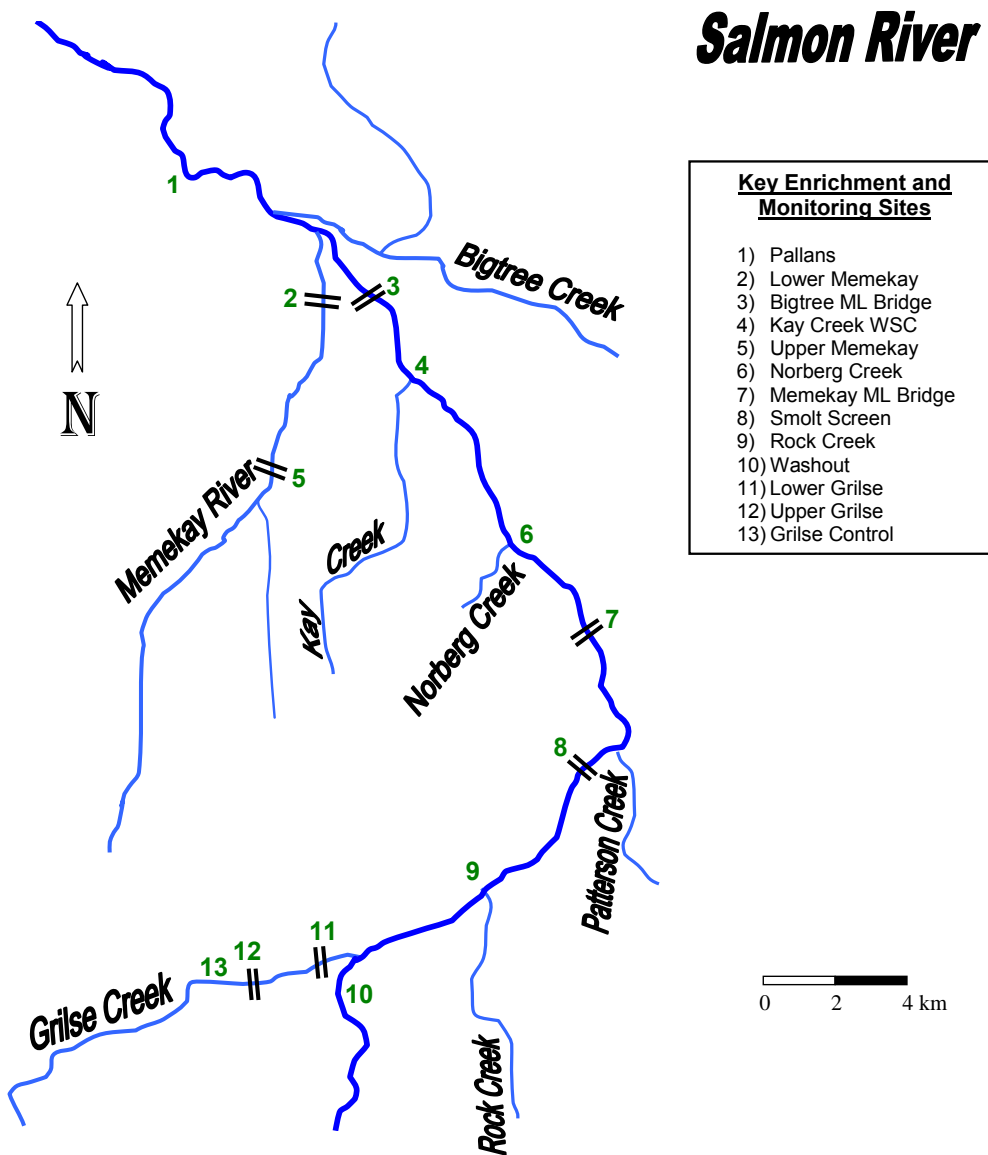 Salmon River
Key Enrichment and
Monitoring Sites
1) Pallans
2) Lower Memekay
3) Bigtree ML Bridge
4) Kay Creek WSC
5) Upper Memekay
6) Norberg Creek
7) Memekay ML Bridge
8) Smolt Screen
9) Rock Creek
10) Washout
11) Lower Grilse
12) Upper Grilse
13) Grilse Control
1
Bigtree Creek
2
3
N
4
Memekay River
5
Kay
Creek
6
Norberg Creek
7
8
Patterson Creek
9
11
12
13
10
Grilse Creek
Rock Creek
0 2 4 km